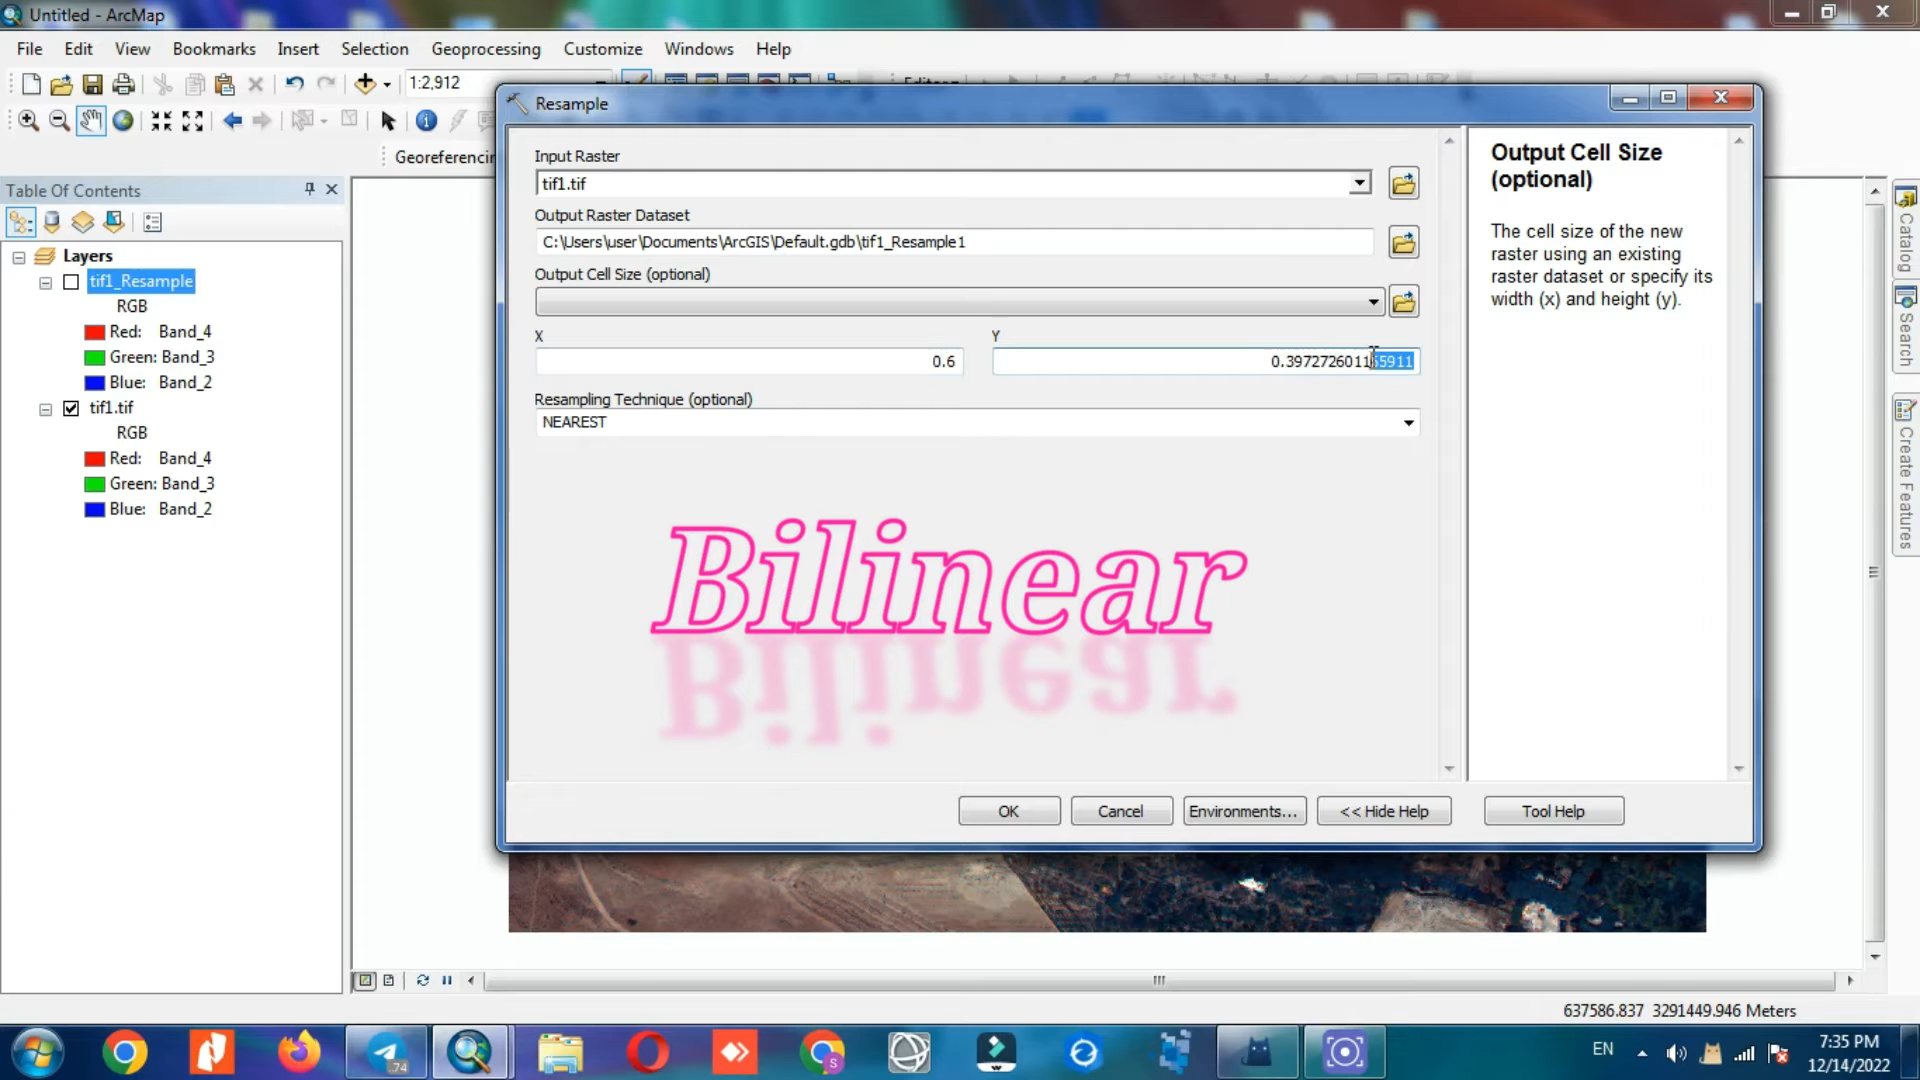 Untitled - ArcMap
File Edit View Bookmarks Insert Selection Geoprocessing Customize Windows Help
1:2,912
Georeferencin
Table Of Contents
Layers
tif1_Resample
RGB
Red: Band_4
Green: Band_3
Blue: Band_2
tif1.tif
RGB
Red: Band_4
Green: Band_3
Blue: Band_2
Resample
Input Raster
tif1.tif
Output Raster Dataset
C:\Users\user\Documents\ArcGIS\Default.gdb\tif1_Resample1
Output Cell Size (optional)
X Y
0.6 0.397272601155911
Resampling Technique (optional)
NEAREST
Bilinear
Bilinear
OK Cancel Environments... << Hide Help Tool Help
Output Cell Size
(optional)
The cell size of the new
raster using an existing
raster dataset or specify its
width (x) and height (y).
Catalog
Search
Create Features
637586.837 3291449.946 Meters
.74
S
W
EN
7:35 PM
12/14/2022